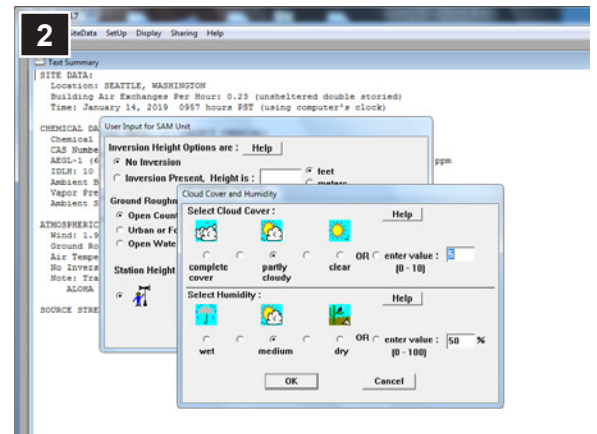 2
SiteData SetUp Display Sharing Help
Text Summary
SITE DATA:
Location: SEATTLE, WASHINGTON
Building Air Exchanges Per Hour: 0.23 (unsheltered double storied)
Time: January 14, 2019 0957 hours PST (using computer's clock)
CHEMICAL DA
Chemical
CAS Numbe
AEGL-1 (6
ppm
IDLH: 10
Ambient B
Vapor Pre
Ambient S
ATMOSPHERIC
Wind: 1.9
Ground Ro
Air Tempe
No Invers
Note: Tra
ALOHA
SOURCE STRE
User Input for SAM Unit
Inversion Height Options are : Help
No Inversion
Inversion Present, Height is : feet
meters
Ground Roughn
Open Count
Urban or Fo
Open Wate
Station Height
Cloud Cover and Humidity
Select Cloud Cover : Help
OR enter value : 5
complete cover partly cloudy clear (0 - 10)
Select Humidity : Help
OR enter value : 50 %
wet medium dry (0 - 100)
OK Cancel